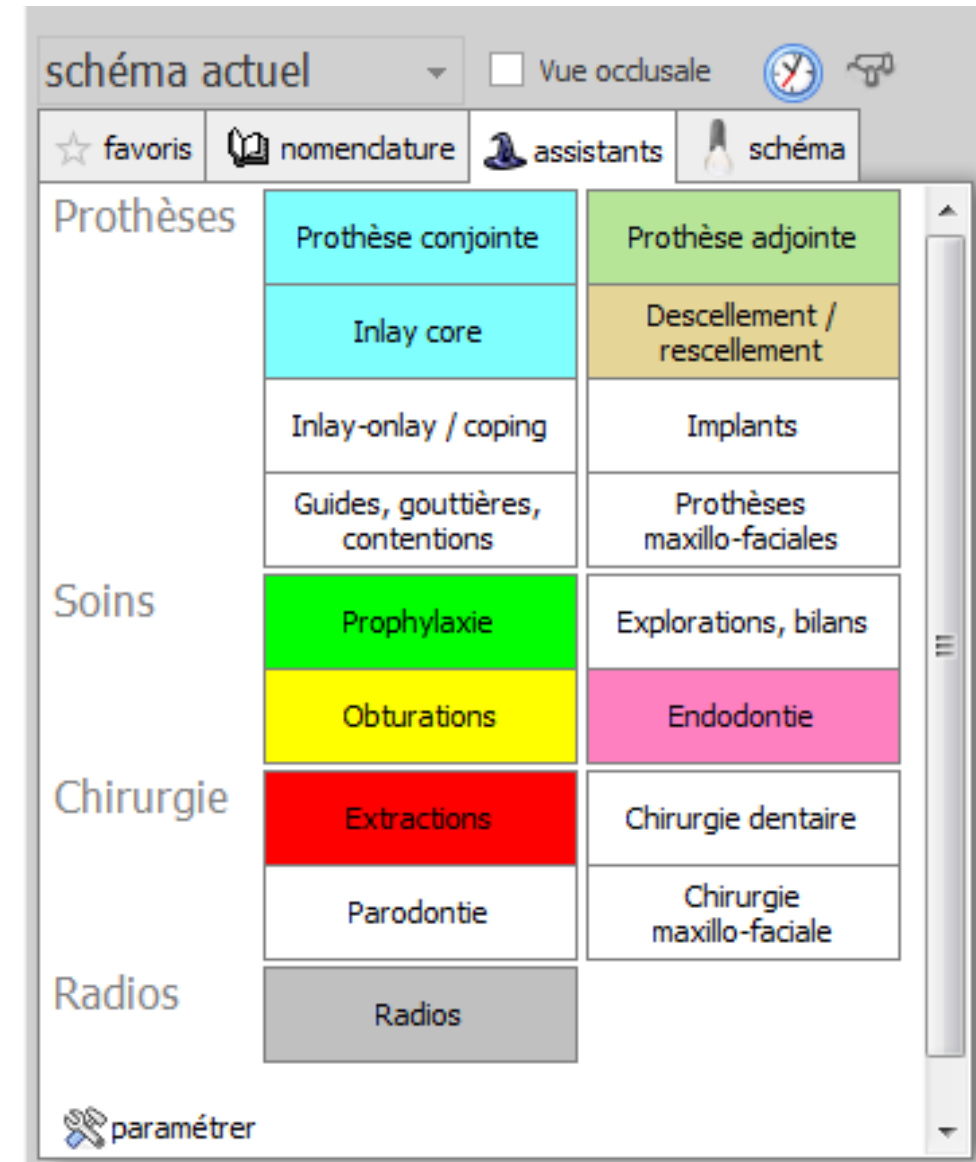 schéma actuel Vue occlusale
favoris nomenclature assistants schéma
Prothèses
Prothèse conjointe
Prothèse adjointe
Inlay core
Descellement /
rescellement
Inlay-onlay / coping
Implants
Guides, gouttières,
contentions
Prothèses
maxillo-faciales
Soins
Prophylaxie
Explorations, bilans
Obturations
Endodontie
Chirurgie
Extractions
Chirurgie dentaire
Parodontie
Chirurgie
maxillo-faciale
Radios
Radios
paramétrer